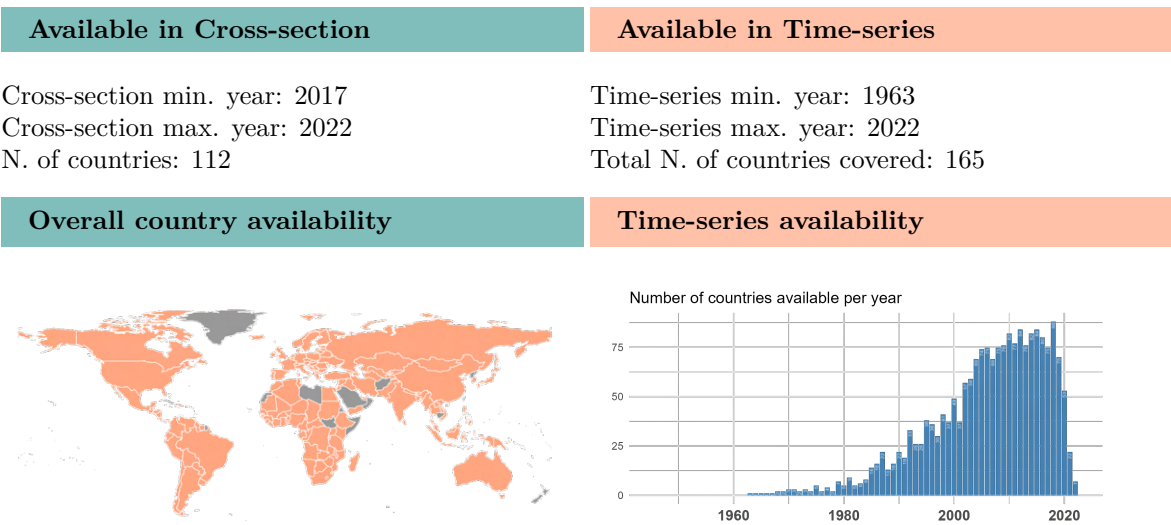 Available in Cross-section
Available in Time-series
Cross-section min. year: 2017
Cross-section max. year: 2022
N. of countries: 112
Time-series min. year: 1963
Time-series max. year: 2022
Total N. of countries covered: 165
Overall country availability
Time-series availability
Number of countries available per year
75
50
25
0
1960
1980
2000
2020